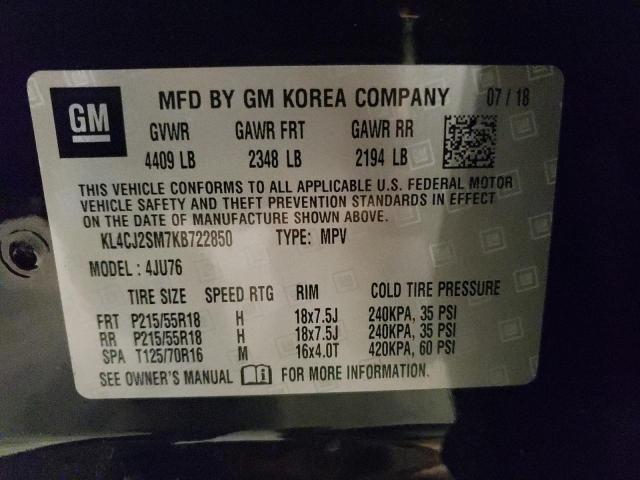 GM
MFD BY GM KOREA COMPANY 07 / 18
GVWR GAWR FRT GAWR RR
4409 LB 2348 LB 2194 LB
THIS VEHICLE CONFORMS TO ALL APPLICABLE U.S. FEDERAL MOTOR
VEHICLE SAFETY AND THEFT PREVENTION STANDARDS IN EFFECT
ON THE DATE OF MANUFACTURE SHOWN ABOVE.
KL4CJ2SM7KB722850 TYPE: MPV
MODEL : 4JU76
TIRE SIZE SPEED RTG RIM COLD TIRE PRESSURE
FRT P215/55R18 H 18x7.5J 240KPA, 35 PSI
RR P215/55R18 H 18x7.5J 240KPA, 35 PSI
SPA T125/70R16 M 16x4.0T 420KPA, 60 PSI
SEE OWNER'S MANUAL FOR MORE INFORMATION.